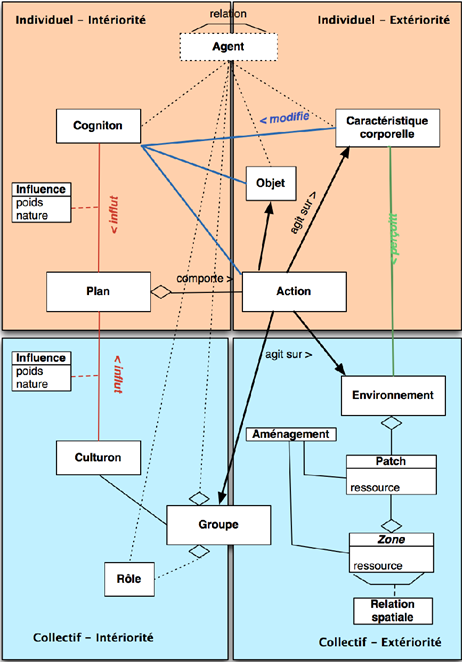 Individuel – Intériorité
Individuel – Extériorité
relation
Agent
Cogniton
< modifie
Caractéristique
corporelle
Objet
Influence
poids
nature
influt >
agit sur >
< perçoit
Plan
comporte >
Action
Influence
poids
nature
< influt
agit sur >
Environnement
Aménagement
Culturon
Patch
ressource
Groupe
Zone
ressource
Rôle
Relation
spatiale
Collectif – Intériorité
Collectif – Extériorité